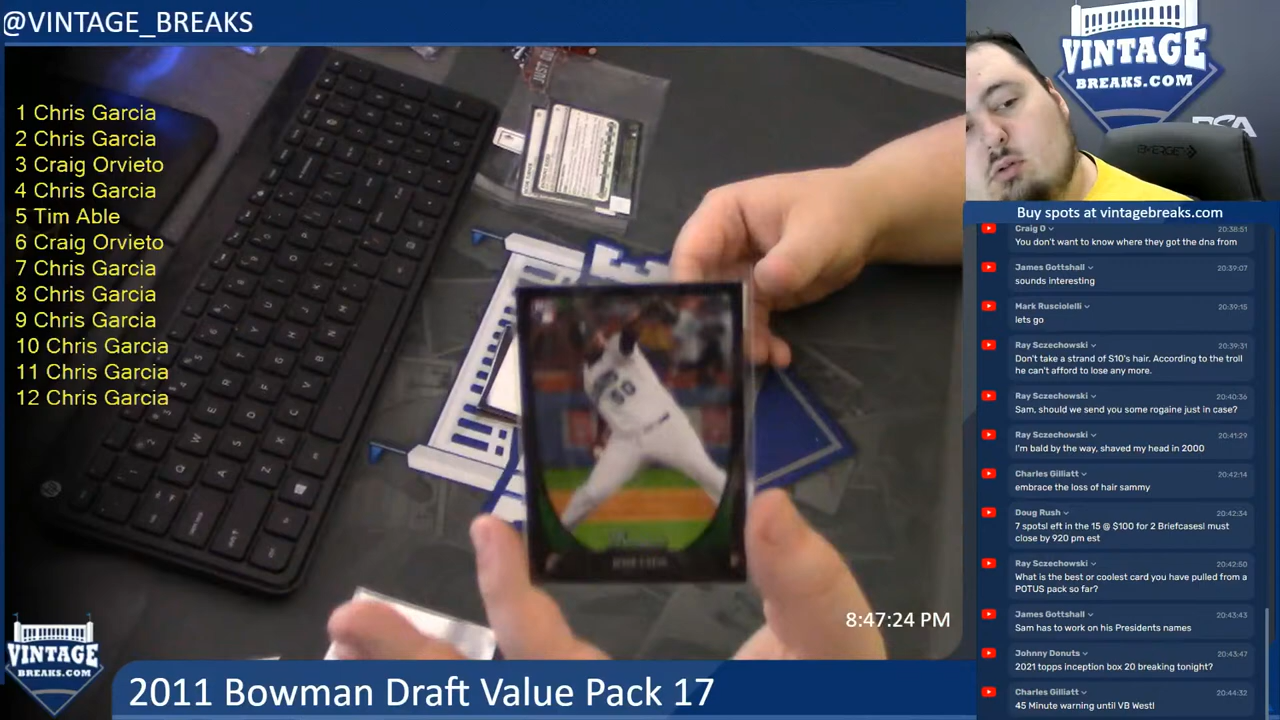 @VINTAGE_BREAKS
1 Chris Garcia
2 Chris Garcia
3 Craig Orvieto
4 Chris Garcia
5 Tim Able
6 Craig Orvieto
7 Chris Garcia
8 Chris Garcia
9 Chris Garcia
10 Chris Garcia
11 Chris Garcia
12 Chris Garcia
JUST
50
8:47:24 PM
VINTAGE
BREAKS.COM
2011 Bowman Draft Value Pack 17
VINTAGE
BREAKS.COM
PSA
Buy spots at vintagebreaks.com
Craig O 20:38:51
You don't want to know where they got the dna from
James Gottshall 20:39:07
sounds interesting
Mark Rusciolelli 20:39:15
lets go
Ray Sczechowski 20:39:31
Don't take a strand of S10's hair. According to the troll
he can't afford to lose any more.
Ray Sczechowski 20:40:36
Sam, should we send you some rogaine just in case?
Ray Sczechowski 20:41:29
I'm bald by the way, shaved my head in 2000
Charles Gilliatt 20:42:14
embrace the loss of hair sammy
Doug Rush 20:42:34
7 spotsl eft in the 15 @ $100 for 2 Briefcases! must
close by 920 pm est
Ray Sczechowski 20:42:50
What is the best or coolest card you have pulled from a
POTUS pack so far?
James Gottshall 20:43:43
Sam has to work on his Presidents names
Johnny Donuts 20:43:47
2021 topps inception box 20 breaking tonight?
Charles Gilliatt 20:44:32
45 Minute warning until VB West!